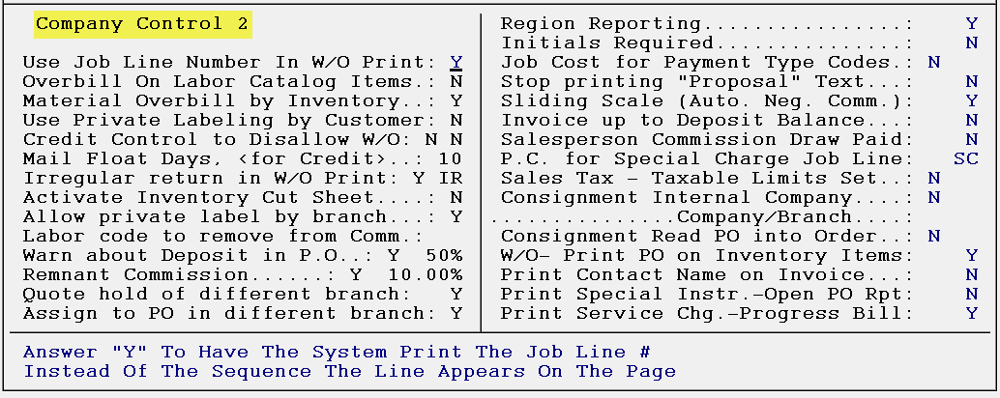 Company Control 2
Use Job Line Number In W/O Print: Y
Overbill On Labor Catalog Items.: N
Material Overbill by Inventory..: Y
Use Private Labeling by Customer: N
Credit Control to Disallow W/O: N N
Mail Float Days, <for Credit>..: 10
Irregular return in W/O Print: Y IR
Activate Inventory Cut Sheet....: N
Allow private label by branch...: Y
Labor code to remove from Comm.:
Warn about Deposit in P.O..: Y 50%
Remnant Commission......: Y 10.00%
Quote hold of different branch: Y
Assign to PO in different branch: Y
Region Reporting................: Y
Initials Required...............: N
Job Cost for Payment Type Codes.: N
Stop printing "Proposal" Text...: N
Sliding Scale (Auto. Neg. Comm.): Y
Invoice up to Deposit Balance...: N
Salesperson Commission Draw Paid: N
P.C. for Special Charge Job Line: SC
Sales Tax - Taxable Limits Set..: N
Consignment Internal Company....: N
................Company/Branch....:
Consignment Read PO into Order..: N
W/O- Print PO on Inventory Items: Y
Print Contact Name on Invoice...: N
Print Special Instr.-Open PO Rpt: N
Print Service Chg.-Progress Bill: Y
Answer "Y" To Have The System Print The Job Line #
Instead Of The Sequence The Line Appears On The Page